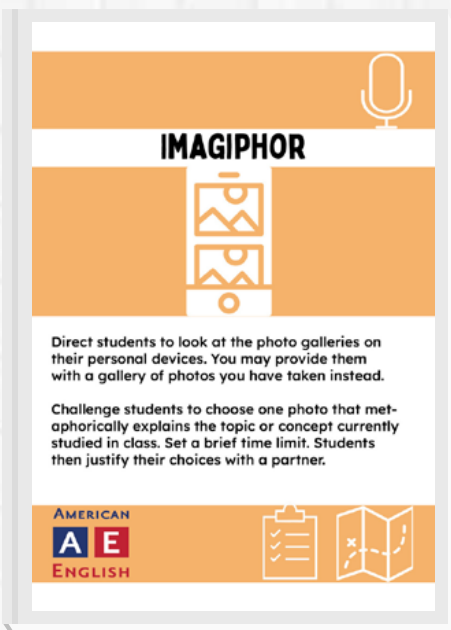 IMAGIPHOR
Direct students to look at the photo galleries on
their personal devices. You may provide them
with a gallery of photos you have taken instead.
Challenge students to choose one photo that met-
aphorically explains the topic or concept currently
studied in class. Set a brief time limit. Students
then justify their choices with a partner.
AMERICAN
A E
ENGLISH